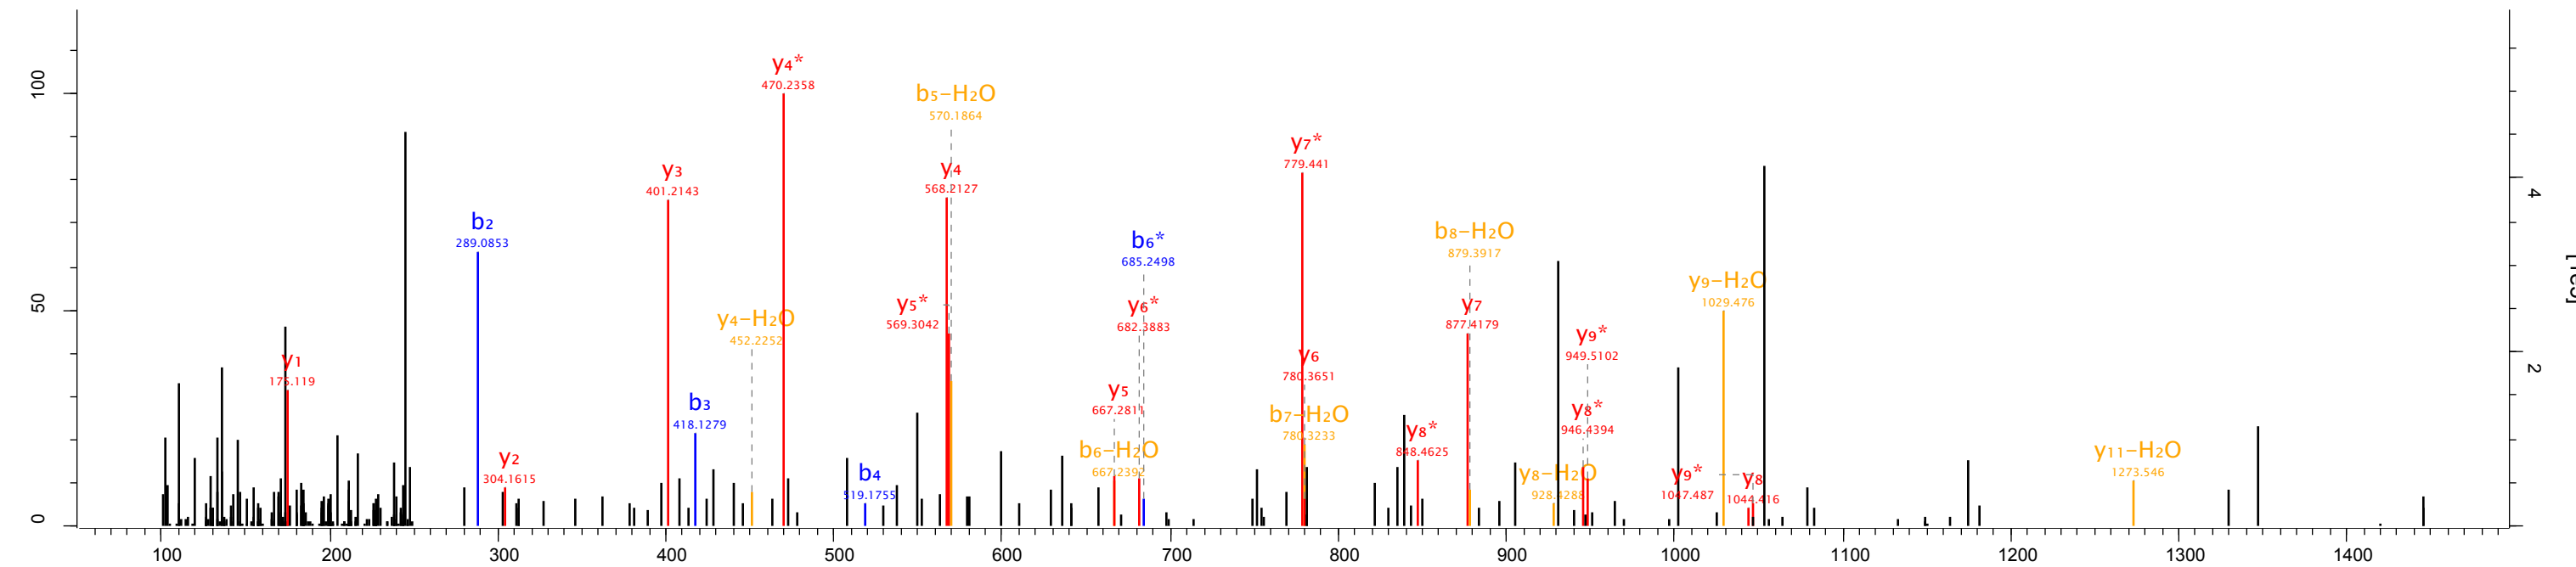 100
50
0
4
2
y₁
175.119
b₂
289.0853
y₂
304.1615
y₃
401.2143
b₃
418.1279
y₄-H₂O
452.2252
y₄*
470.2358
b₄
519.1755
b₅-H₂O
570.1864
y₄
568.2127
y₅*
569.3042
y₅
667.2811
b₆-H₂O
667.2392
b₆*
685.2498
y₆*
682.3883
y₇*
779.441
y₆
780.3651
b₇-H₂O
780.3233
y₈*
848.4625
b₈-H₂O
879.3917
y₇
877.4179
y₈-H₂O
928.4288
y₉*
949.5102
y₈*
946.4394
y₉*
1047.487
y₉-H₂O
1029.476
y₈
1044.416
y₁₁-H₂O
1273.546
100 200 300 400 500 600 700 800 900 1000 1100 1200 1300 1400